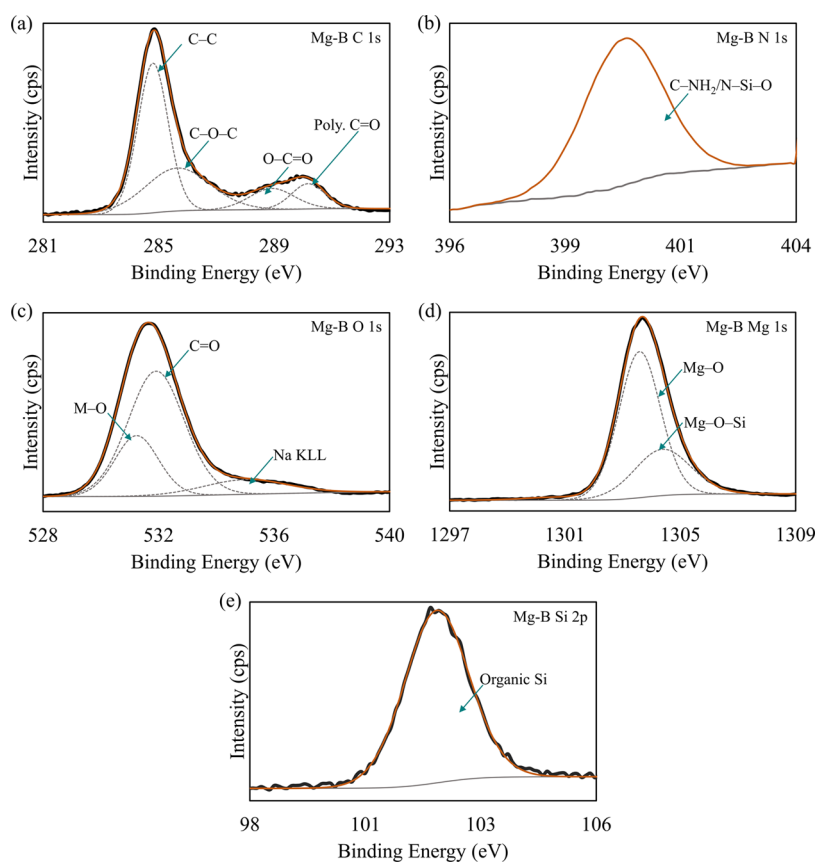 (a)
Mg-B C 1s
C–C
C–O–C
O–C=O
Poly. C=O
Intensity (cps)
281 285 289 293
Binding Energy (eV)
(b)
Mg-B N 1s
C–NH₂/N–Si–O
Intensity (cps)
396 399 401 404
Binding Energy (eV)
(c)
Mg-B O 1s
C=O
M–O
Na KLL
Intensity (cps)
528 532 536 540
Binding Energy (eV)
(d)
Mg-B Mg 1s
Mg–O
Mg–O–Si
Intensity (cps)
1297 1301 1305 1309
Binding Energy (eV)
(e)
Mg-B Si 2p
Organic Si
Intensity (cps)
98 101 103 106
Binding Energy (eV)